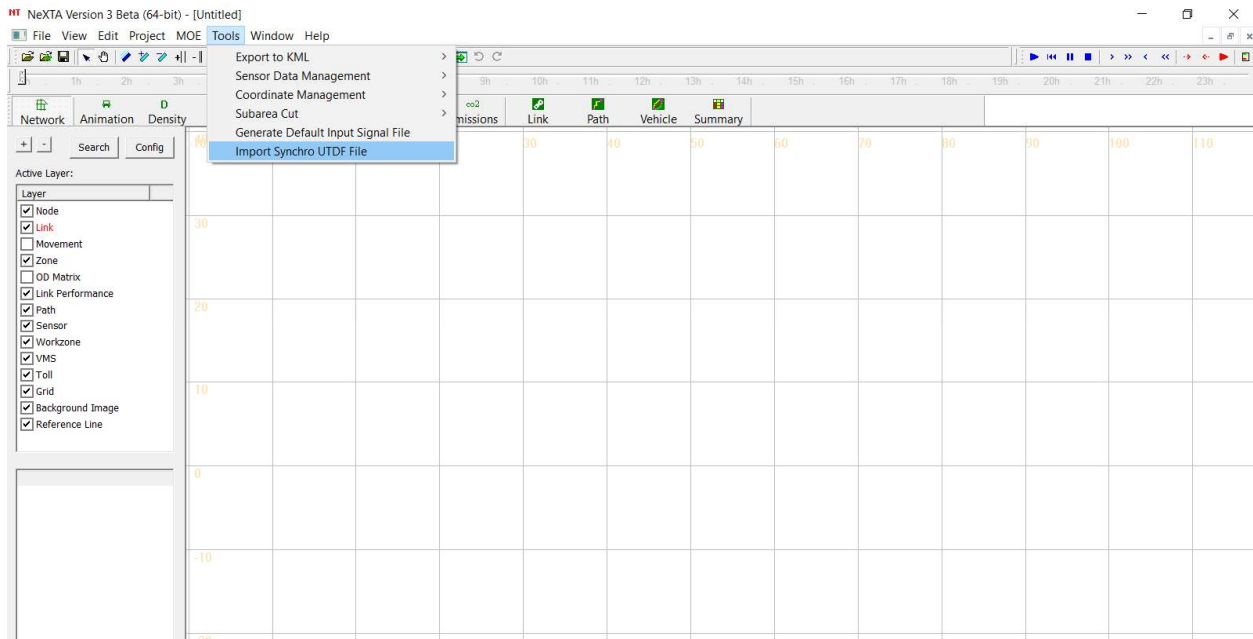 NT NeXTA Version 3 Beta (64-bit) - [Untitled]
File View Edit Project MOE Tools Window Help
Export to KML
Sensor Data Management
Coordinate Management
Subarea Cut
Generate Default Input Signal File
Import Synchro UTDF File
1h 2h 3h 9h 10h 11h 12h 13h 14h 15h 16h 17h 18h 19h 20h 21h 22h 23h
D co2
Network Animation Density missions Link Path Vehicle Summary
+ - Search Config
30 40 50 60 70 80 90 100 110
Active Layer:
Layer
Node
Link
Movement
Zone
OD Matrix
Link Performance
Path
Sensor
Workzone
VMS
Toll
Grid
Background Image
Reference Line
30
20
10
0
-10